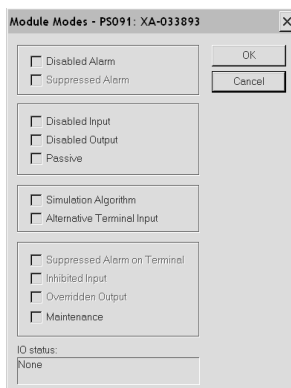 Module Modes - PS091: XA-033893
Disabled Alarm
Suppressed Alarm
OK
Cancel
Disabled Input
Disabled Output
Passive
Simulation Algorithm
Alternative Terminal Input
Suppressed Alarm on Terminal
Inhibited Input
Overridden Output
Maintenance
IO status:
None